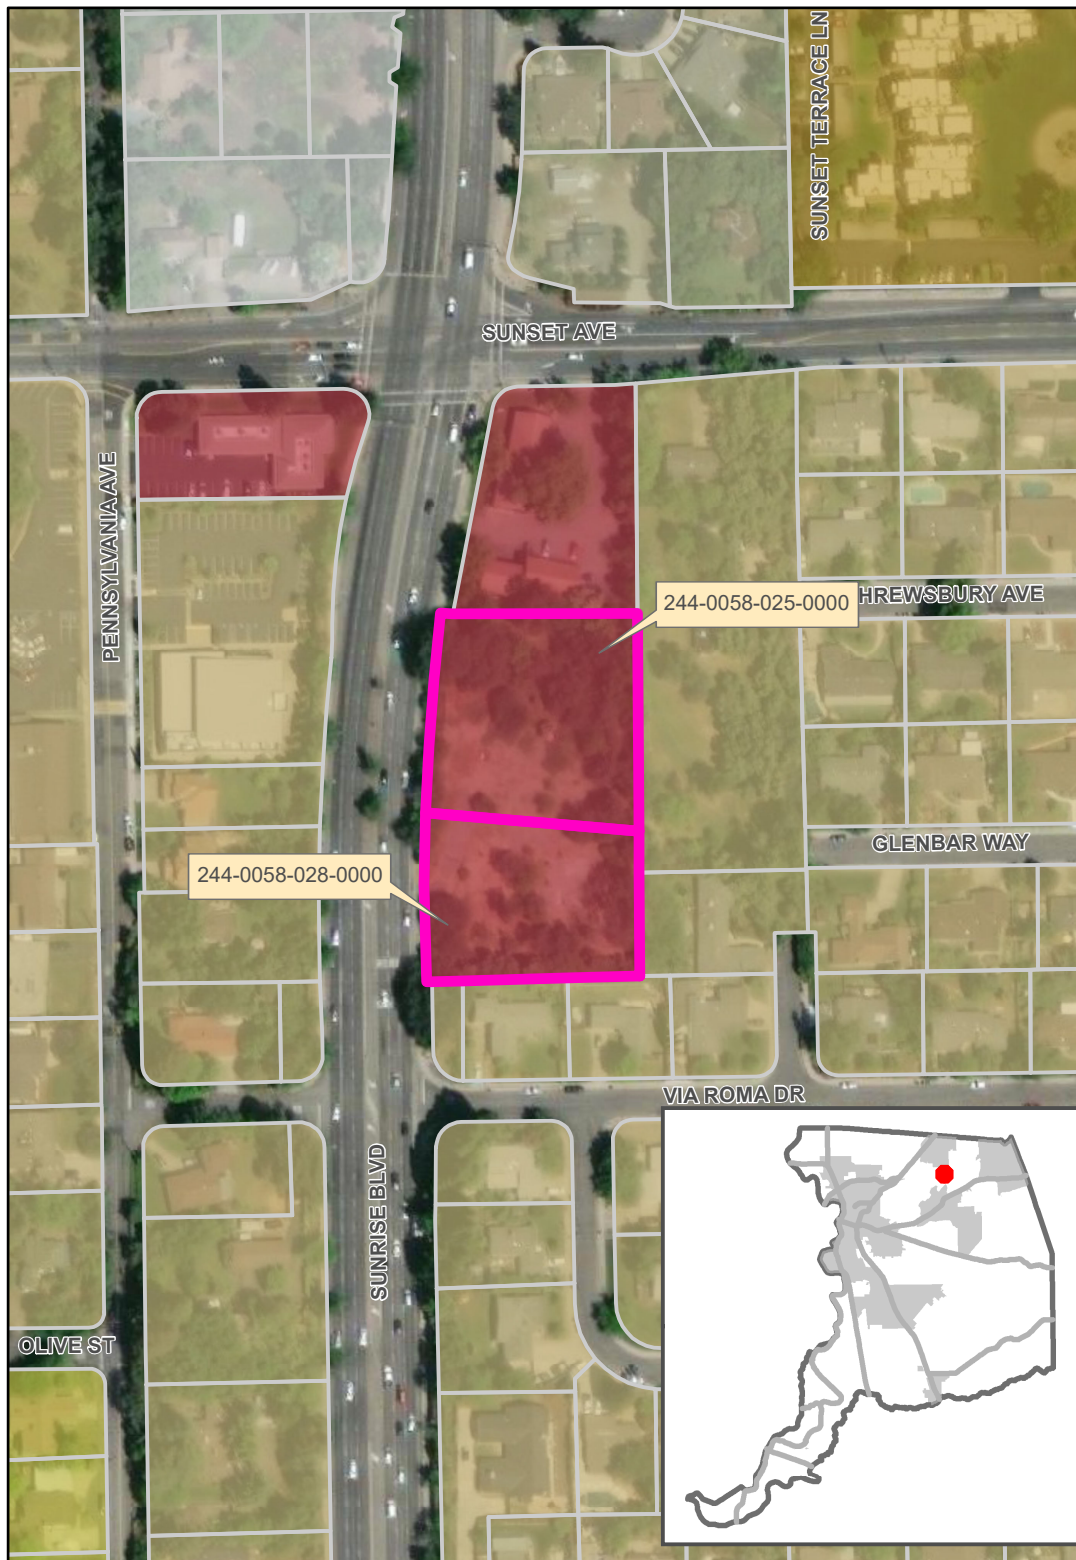 SUNSET TERRACE LN
SUNSET AVE
PENNSYLVANIA AVE
244-0058-025-0000
HREWSBURY AVE
GLENBAR WAY
244-0058-028-0000
VIA ROMA DR
SUNRISE BLVD
OLIVE ST